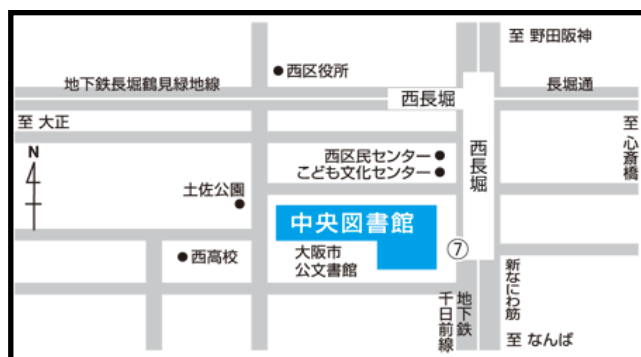 至 野田阪神
西区役所
地下鉄長堀鶴見緑地線
長堀通
西長堀
至 大正
至 心斎橋
西長堀
N
西区民センター
こども文化センター
土佐公園
中央図書館
大阪市
公文書館
⑦
西高校
新なにわ筋
地下鉄
千日前線
至 なんば